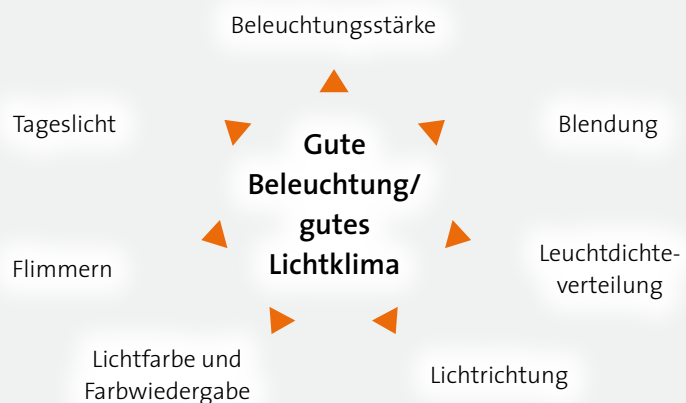 Beleuchtungsstärke
Tageslicht
Blendung
Gute
Beleuchtung/
gutes
Lichtklima
Flimmern
Leuchtdichte-
verteilung
Lichtfarbe und
Farbwiedergabe
Lichtrichtung